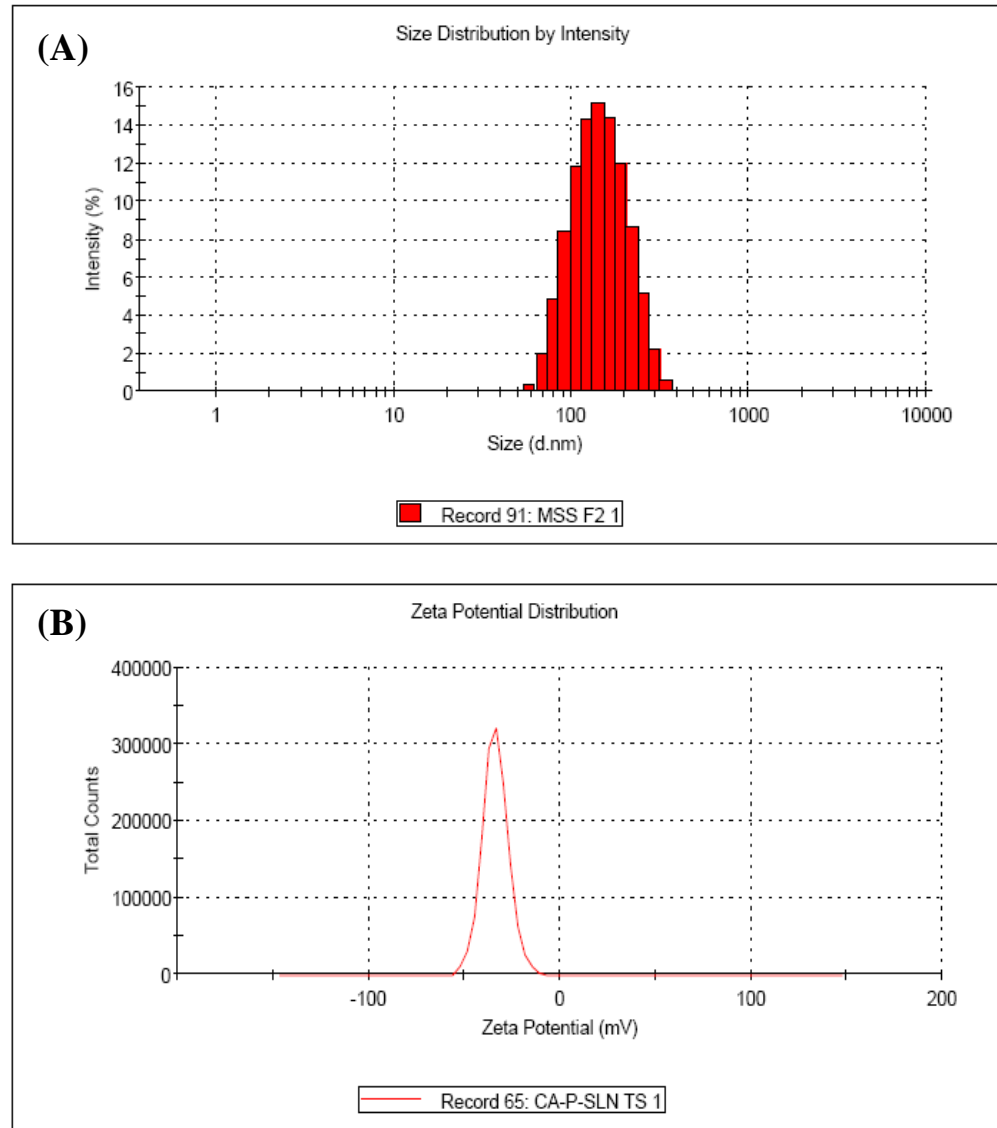 (A)
Size Distribution by Intensity
16
14
12
10
8
6
4
2
0
Intensity (%)
1 10 100 1000 10000
Size (d.nm)
Record 91: MSS F2 1
(B)
Zeta Potential Distribution
400000
300000
200000
100000
0
Total Counts
-100 0 100 200
Zeta Potential (mV)
Record 65: CA-P-SLN TS 1